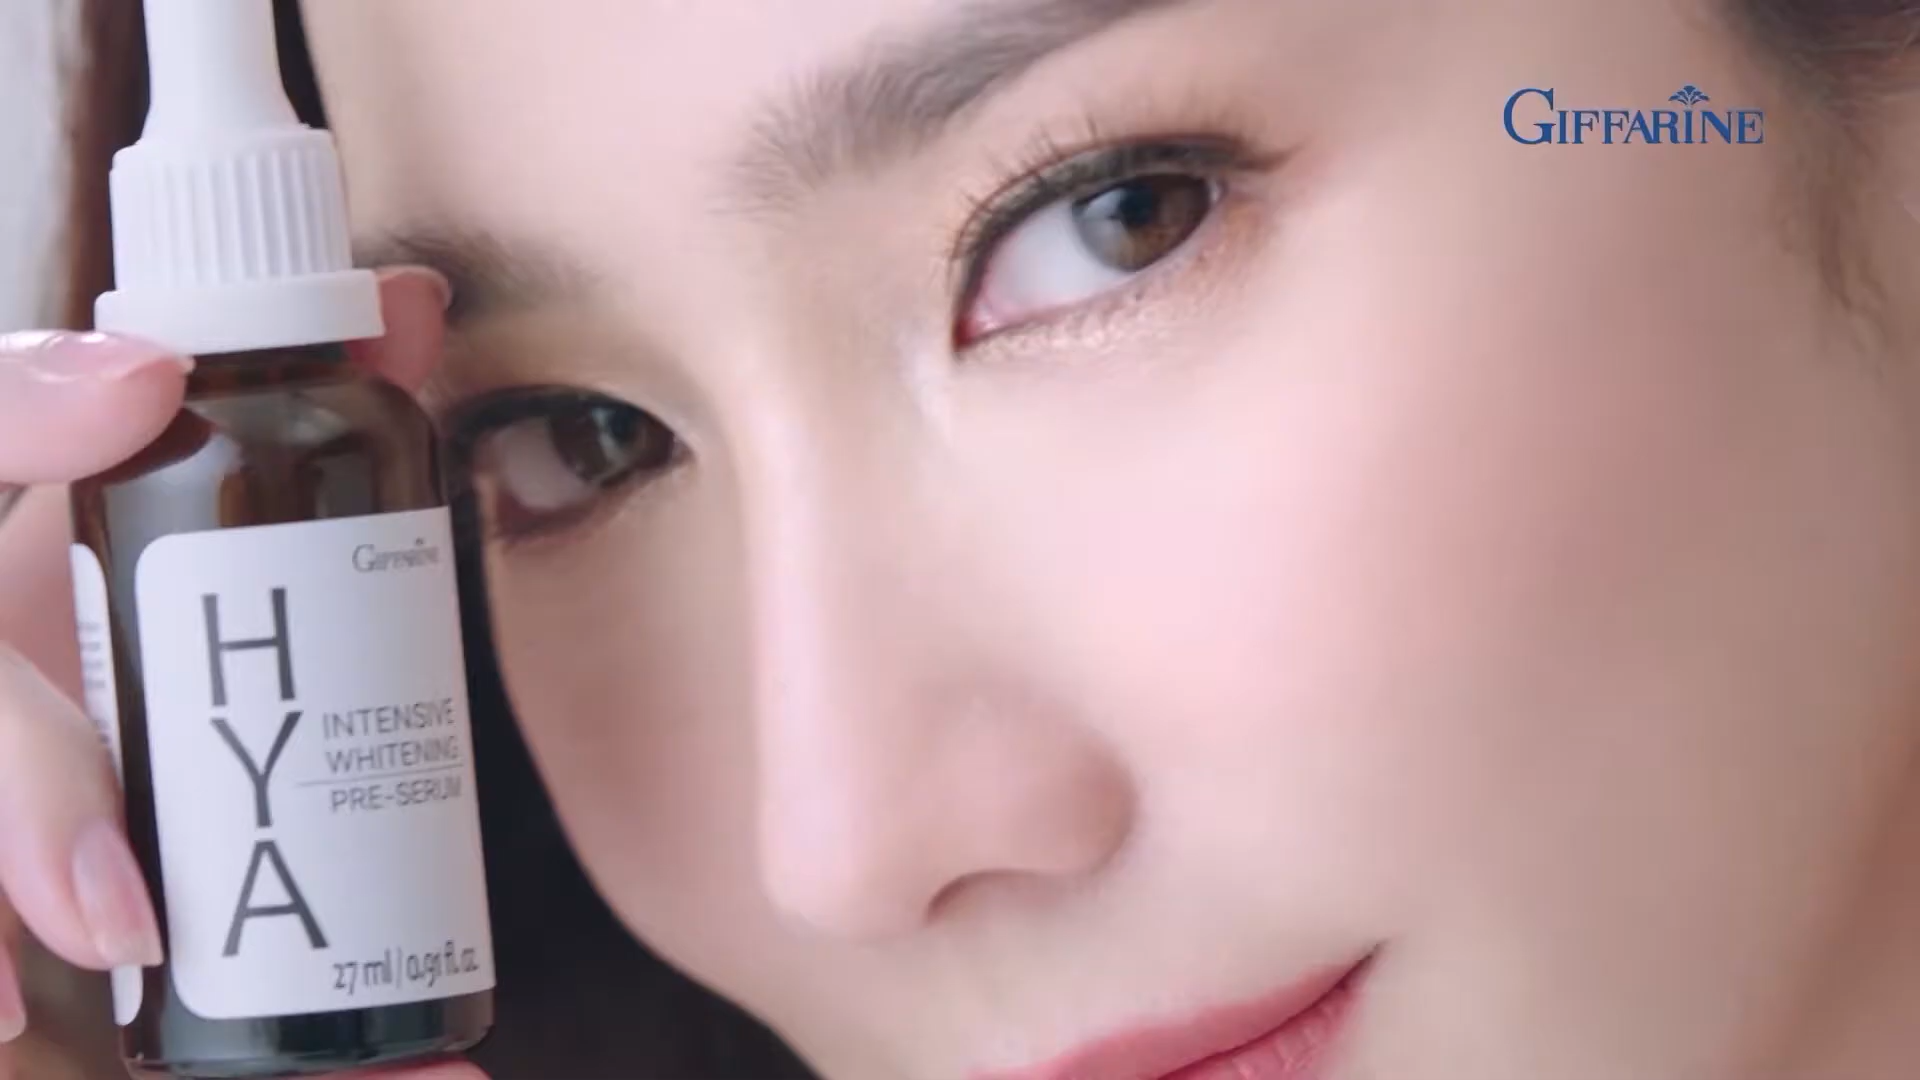 GIFFARINE
GIFFARINE
HYA
INTENSIVE
WHITENING
PRE-SERUM
27 ml | 0.91 fl. oz.